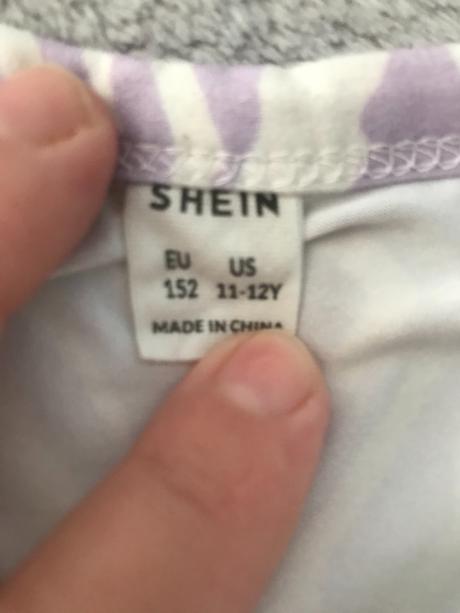 SHEIN
EU US
152 11-12Y
MADE IN CHINA